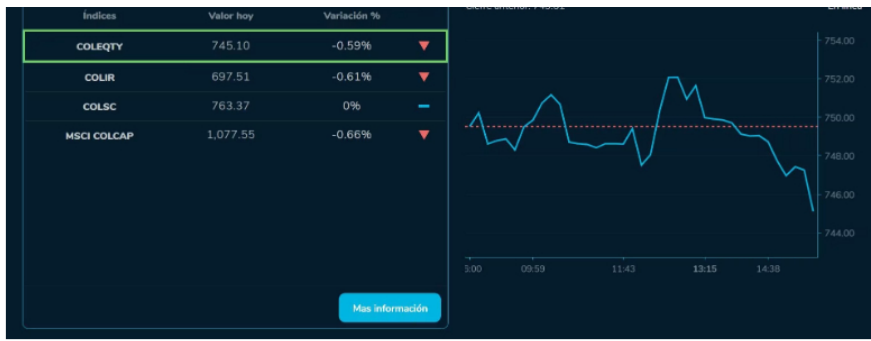 Índices Valor hoy Variación %
COLEQTY 745.10 -0.59%
COLIR 697.51 -0.61%
COLSC 763.37 0%
MSCI COLCAP 1,077.55 -0.66%
Mas información
754.00
752.00
750.00
748.00
746.00
744.00
09:59 11:43 13:15 14:38